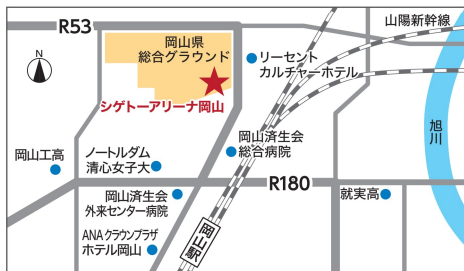 R53
岡山県
総合グラウンド
山陽新幹線
N
リーセント
カルチャーホテル
シゲトーアリーナ岡山
旭川
岡山工高
ノートルダム
清心女子大
岡山済生会
総合病院
R180
岡山済生会
外来センター病院
就実高
岡山駅
ANAクラウンプラザ
ホテル岡山